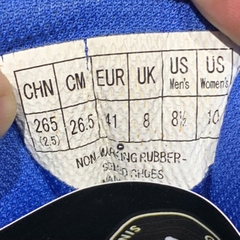 CHN CM EUR UK US Men's US Women's
265 (2.5) 26.5 41 8 8½ 10
NON-MARKING RUBBER-
SHOES